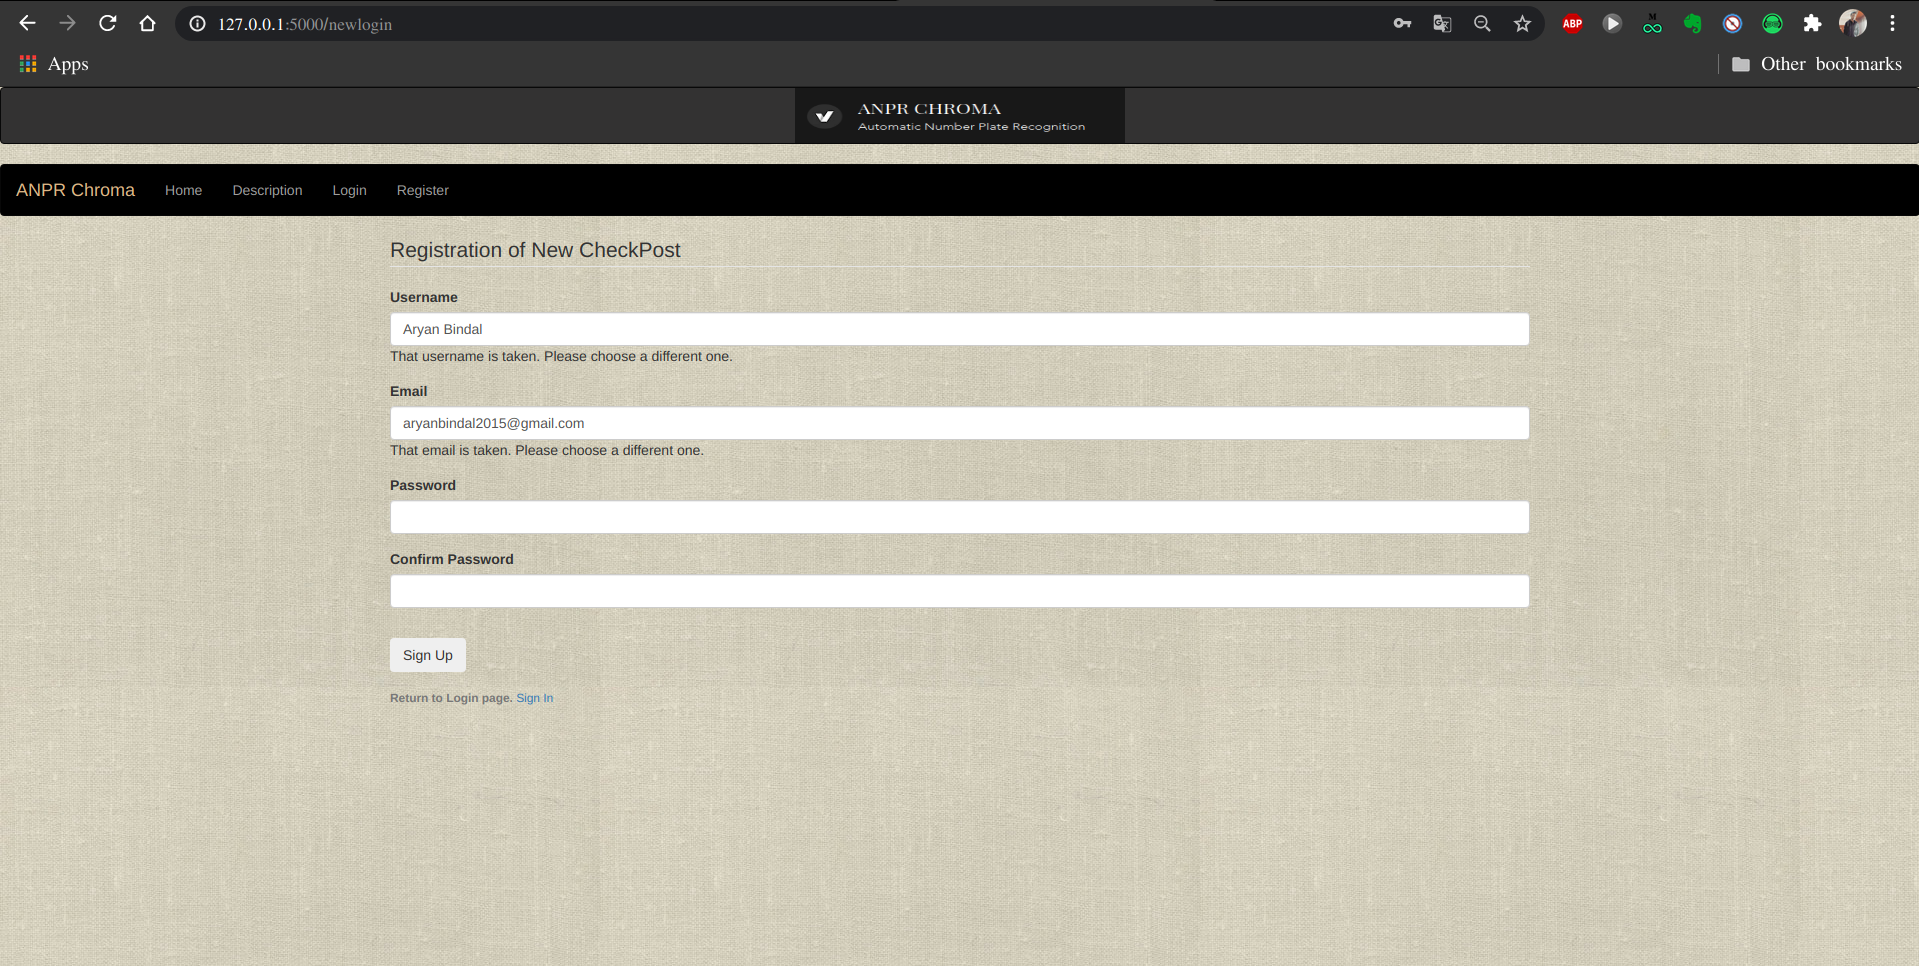 127.0.0.1:5000/newlogin
ABP
M
Apps
Other bookmarks
ANPR CHROMA
Automatic Number Plate Recognition
ANPR Chroma Home Description Login Register
Registration of New CheckPost
Username
Aryan Bindal
That username is taken. Please choose a different one.
Email
aryanbindal2015@gmail.com
That email is taken. Please choose a different one.
Password
Confirm Password
Sign Up
Return to Login page. Sign In